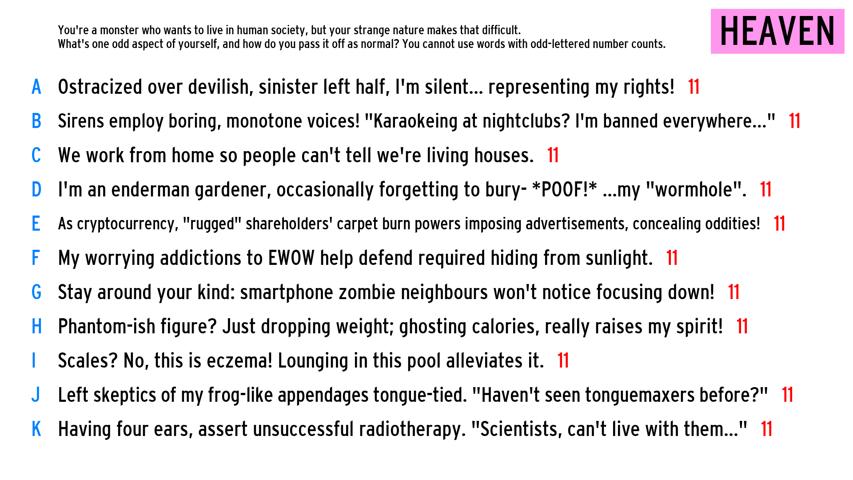 You're a monster who wants to live in human society, but your strange nature makes that difficult.
What's one odd aspect of yourself, and how do you pass it off as normal? You cannot use words with odd-lettered number counts.
HEAVEN
A Ostracized over devilish, sinister left half, I'm silent... representing my rights! 11
B Sirens employ boring, monotone voices! "Karaokeing at nightclubs? I'm banned everywhere..." 11
C We work from home so people can't tell we're living houses. 11
D I'm an enderman gardener, occasionally forgetting to bury- *POOF!* ...my "wormhole". 11
E As cryptocurrency, "rugged" shareholders' carpet burn powers imposing advertisements, concealing oddities! 11
F My worrying addictions to EWOW help defend required hiding from sunlight. 11
G Stay around your kind: smartphone zombie neighbours won't notice focusing down! 11
H Phantom-ish figure? Just dropping weight; ghosting calories, really raises my spirit! 11
I Scales? No, this is eczema! Lounging in this pool alleviates it. 11
J Left skeptics of my frog-like appendages tongue-tied. "Haven't seen tonguemaxers before?" 11
K Having four ears, assert unsuccessful radiotherapy. "Scientists, can't live with them..." 11